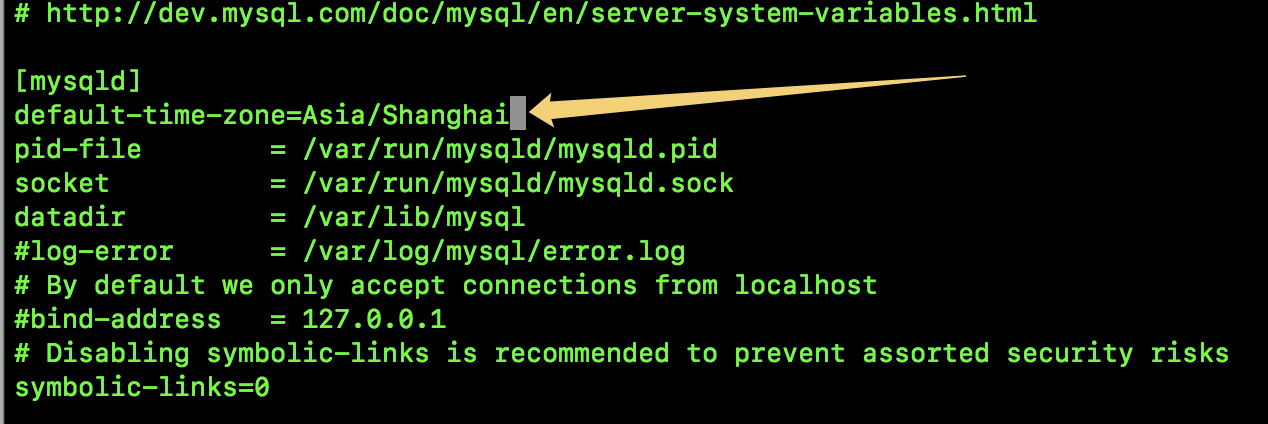 # http://dev.mysql.com/doc/mysql/en/server-system-variables.html
[mysqld]
default-time-zone=Asia/Shanghai
pid-file        = /var/run/mysqld/mysqld.pid
socket          = /var/run/mysqld/mysqld.sock
datadir         = /var/lib/mysql
#log-error      = /var/log/mysql/error.log
# By default we only accept connections from localhost
#bind-address   = 127.0.0.1
# Disabling symbolic-links is recommended to prevent assorted security risks
symbolic-links=0